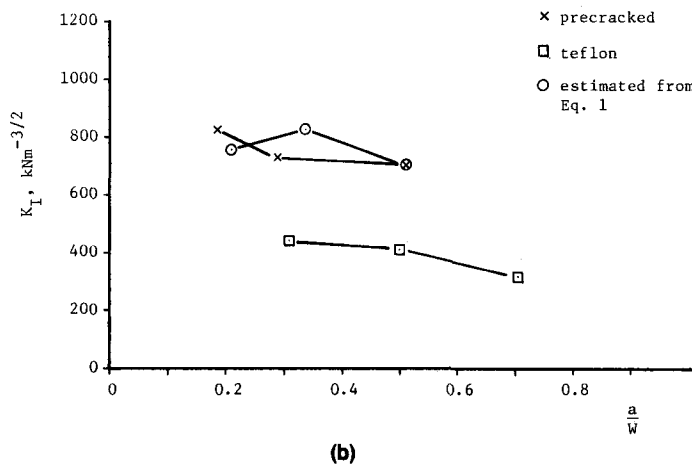 × precracked
□ teflon
○ estimated from
Eq. 1
K_I, kNm^-3/2
1200
1000
800
600
400
200
0
0 0.2 0.4 0.6 0.8
a/W
(b)